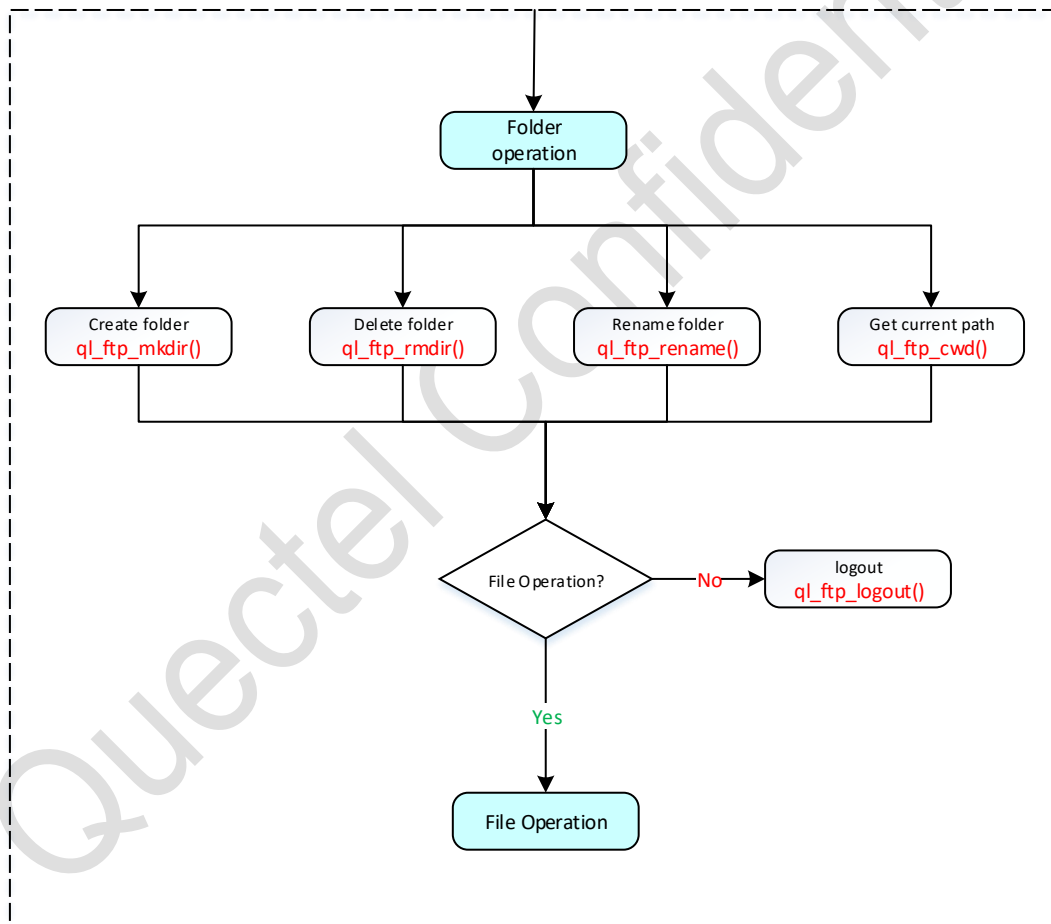 Folder
operation
Create folder
ql_ftp_mkdir()
Delete folder
ql_ftp_rmdir()
Rename folder
ql_ftp_rename()
Get current path
ql_ftp_cwd()
File Operation?
No
logout
ql_ftp_logout()
Yes
File Operation
Quectel Confident